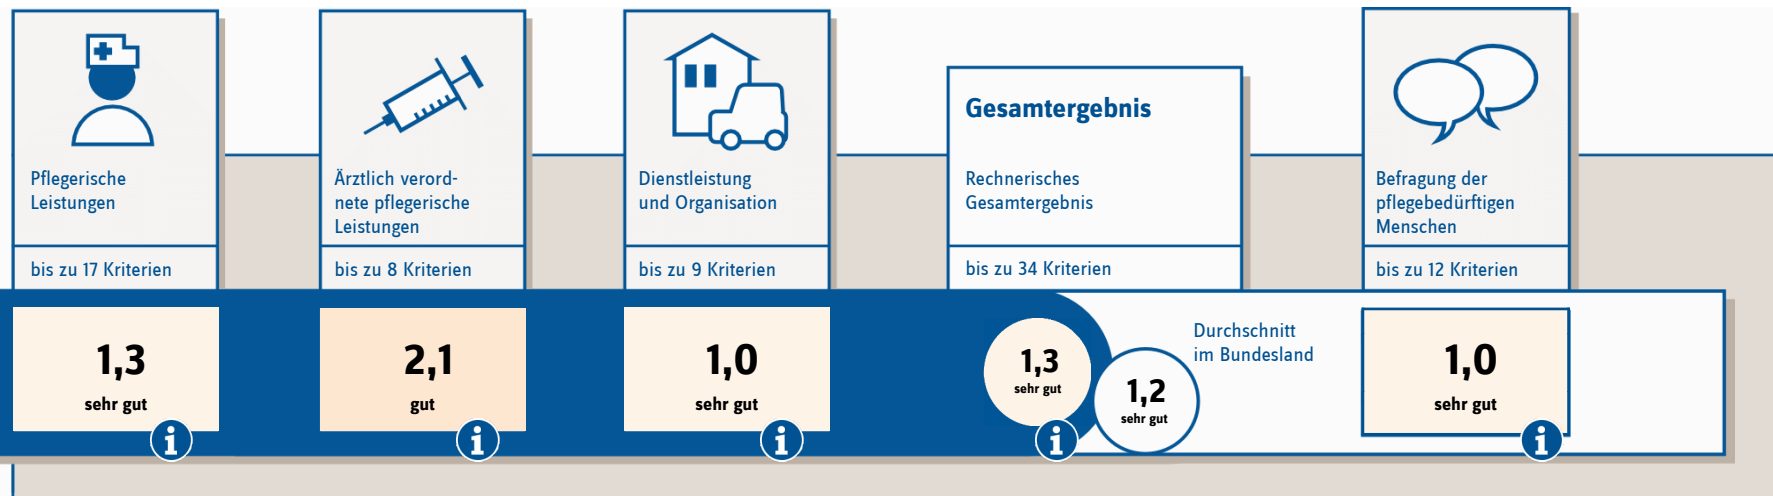 Pflegerische
Leistungen
bis zu 17 Kriterien
1,3
sehr gut
i
Ärztlich verord-
nete pflegerische
Leistungen
bis zu 8 Kriterien
2,1
gut
i
Dienstleistung
und Organisation
bis zu 9 Kriterien
1,0
sehr gut
i
Gesamtergebnis
Rechnerisches
Gesamtergebnis
bis zu 34 Kriterien
1,3
sehr gut
i
1,2
sehr gut
Durchschnitt
im Bundesland
Befragung der
pflegebedürftigen
Menschen
bis zu 12 Kriterien
1,0
sehr gut
i